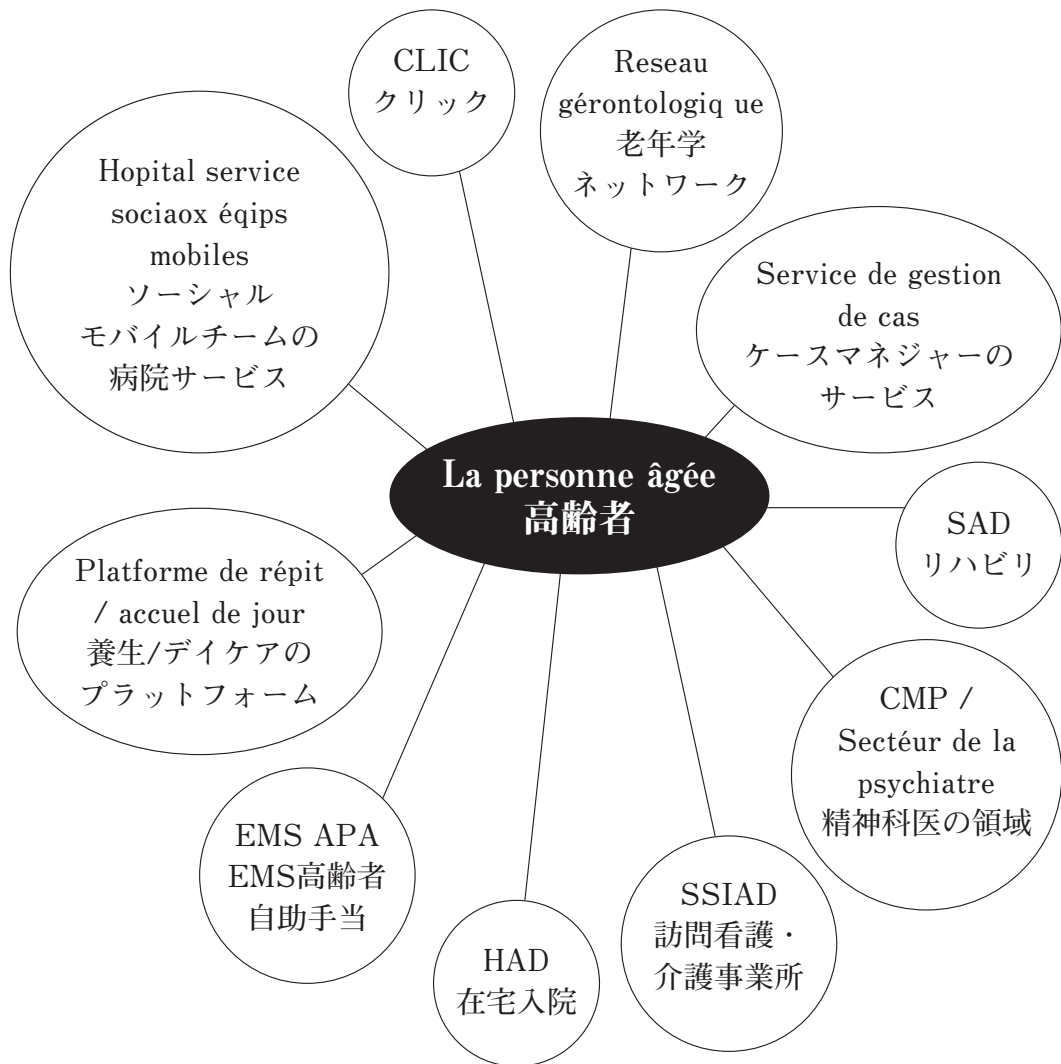 CLIC
クリック
Reseau
gérontologiq ue
老年学
ネットワーク
Hopital service
sociaox éqips
mobiles
ソーシャル
モバイルチームの
病院サービス
Service de gestion
de cas
ケースマネジャーの
サービス
La personne âgée
高齢者
SAD
リハビリ
Platforme de répit
/ accuel de jour
養生/デイケアの
プラットフォーム
CMP /
Sectéur de la
psychiatre
精神科医の領域
EMS APA
EMS高齢者
自助手当
SSIAD
訪問看護・
介護事業所
HAD
在宅入院